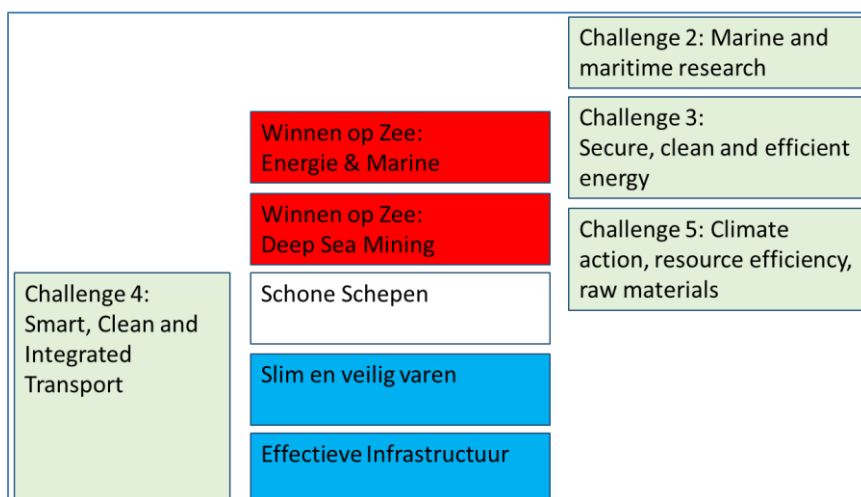 Challenge 2: Marine and
maritime research
Winnen op Zee:
Energie & Marine
Challenge 3:
Secure, clean and efficient
energy
Winnen op Zee:
Deep Sea Mining
Challenge 5: Climate
action, resource efficiency,
raw materials
Challenge 4:
Smart, Clean and
Integrated
Transport
Schone Schepen
Slim en veilig varen
Effectieve Infrastructuur